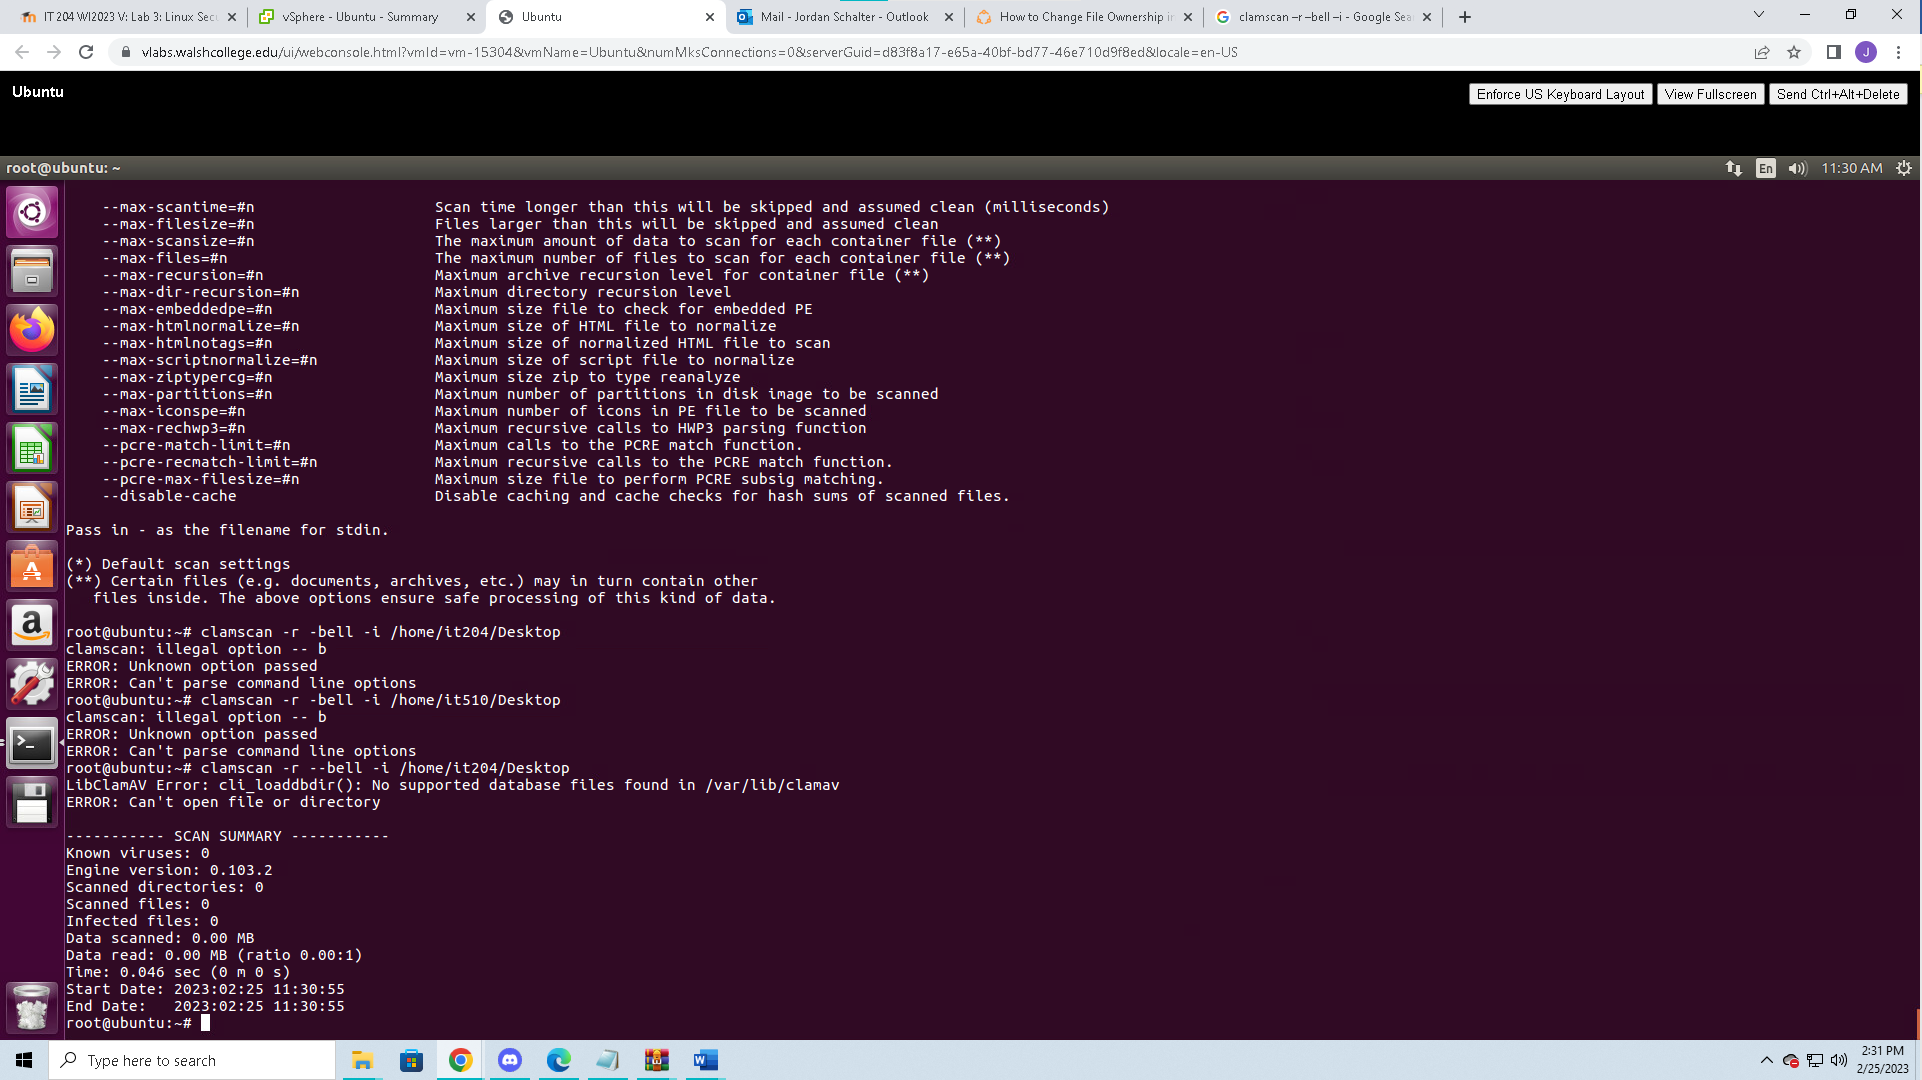 IT 204 WI2023 V: Lab 3: Linux Secu
vSphere - Ubuntu - Summary
Ubuntu
Mail - Jordan Schalter - Outlook
How to Change File Ownership in
clamscan –r –bell –i - Google Sea
vlabs.walshcollege.edu/ui/webconsole.html?vmId=vm-15304&vmName=Ubuntu&numMksConnections=0&serverGuid=d83f8a17-e65a-40bf-bd77-46e710d9f8ed&locale=en-US
J
Ubuntu
Enforce US Keyboard Layout
View Fullscreen
Send Ctrl+Alt+Delete
root@ubuntu: ~
En
11:30 AM
--max-scantime=#n Scan time longer than this will be skipped and assumed clean (milliseconds)
--max-filesize=#n Files larger than this will be skipped and assumed clean
--max-scansize=#n The maximum amount of data to scan for each container file (**)
--max-files=#n The maximum number of files to scan for each container file (**)
--max-recursion=#n Maximum archive recursion level for container file (**)
--max-dir-recursion=#n Maximum directory recursion level
--max-embeddedpe=#n Maximum size file to check for embedded PE
--max-htmlnormalize=#n Maximum size of HTML file to normalize
--max-htmlnotags=#n Maximum size of normalized HTML file to scan
--max-scriptnormalize=#n Maximum size of script file to normalize
--max-ziptypercg=#n Maximum size zip to type reanalyze
--max-partitions=#n Maximum number of partitions in disk image to be scanned
--max-iconspe=#n Maximum number of icons in PE file to be scanned
--max-rechwp3=#n Maximum recursive calls to HWP3 parsing function
--pcre-match-limit=#n Maximum calls to the PCRE match function.
--pcre-recmatch-limit=#n Maximum recursive calls to the PCRE match function.
--pcre-max-filesize=#n Maximum size file to perform PCRE subsig matching.
--disable-cache Disable caching and cache checks for hash sums of scanned files.
Pass in - as the filename for stdin.
(*) Default scan settings
(**) Certain files (e.g. documents, archives, etc.) may in turn contain other
files inside. The above options ensure safe processing of this kind of data.
root@ubuntu:~# clamscan -r -bell -i /home/it204/Desktop
clamscan: illegal option -- b
ERROR: Unknown option passed
ERROR: Can't parse command line options
root@ubuntu:~# clamscan -r -bell -i /home/it510/Desktop
clamscan: illegal option -- b
ERROR: Unknown option passed
ERROR: Can't parse command line options
root@ubuntu:~# clamscan -r --bell -i /home/it204/Desktop
LibClamAV Error: cli_loaddbdir(): No supported database files found in /var/lib/clamav
ERROR: Can't open file or directory
----------- SCAN SUMMARY -----------
Known viruses: 0
Engine version: 0.103.2
Scanned directories: 0
Scanned files: 0
Infected files: 0
Data scanned: 0.00 MB
Data read: 0.00 MB (ratio 0.00:1)
Time: 0.046 sec (0 m 0 s)
Start Date: 2023:02:25 11:30:55
End Date:   2023:02:25 11:30:55
root@ubuntu:~#
Type here to search
2:31 PM
2/25/2023